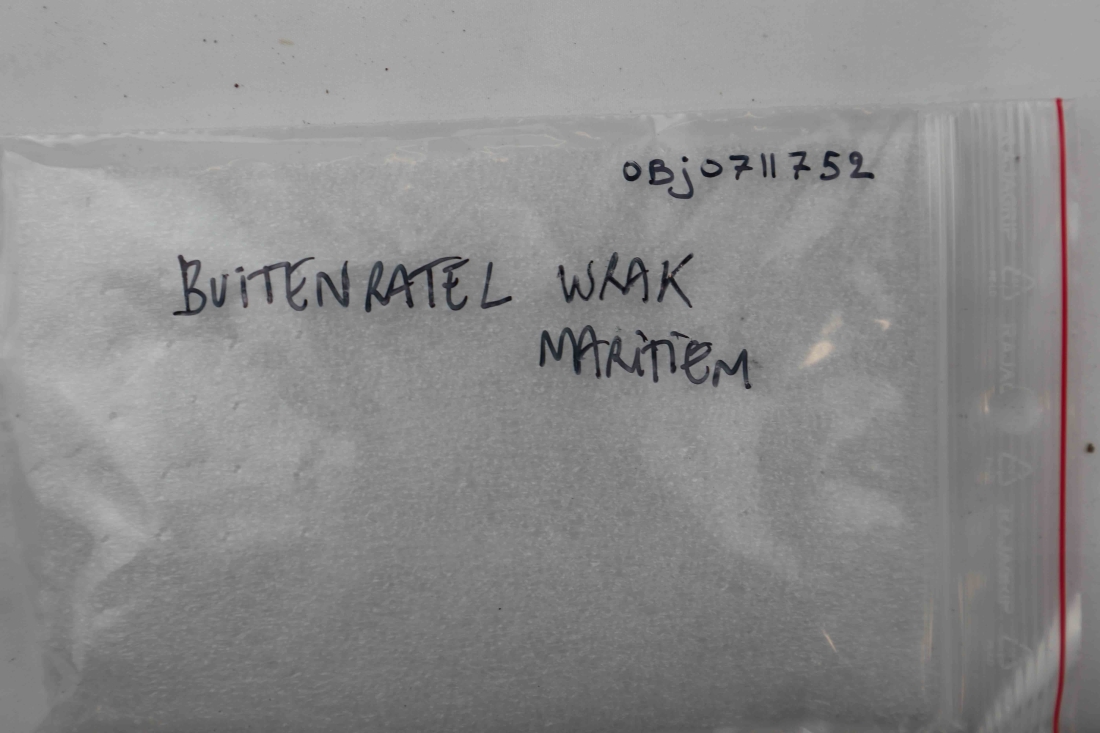 OBj0711752
BUiTENRATEL WRAK
MARiTiEM